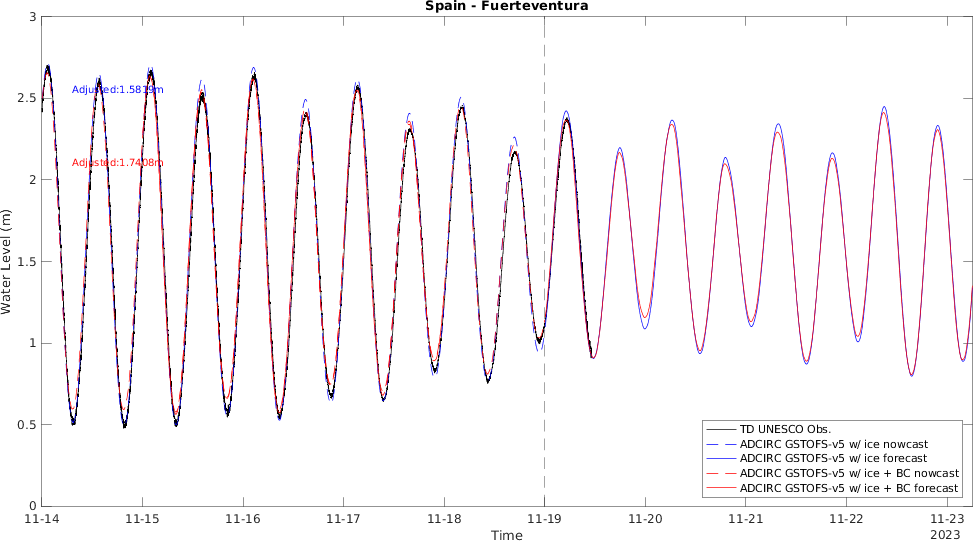 Spain - Fuerteventura
3
2.5
2
1.5
1
0.5
0
Water Level (m)
Adjusted:1.5819m
Adjusted:1.7408m
TD UNESCO Obs.
ADCIRC GSTOFS-v5 w/ ice nowcast
ADCIRC GSTOFS-v5 w/ ice forecast
ADCIRC GSTOFS-v5 w/ ice + BC nowcast
ADCIRC GSTOFS-v5 w/ ice + BC forecast
11-14 11-15 11-16 11-17 11-18 11-19 11-20 11-21 11-22 11-23
Time
2023